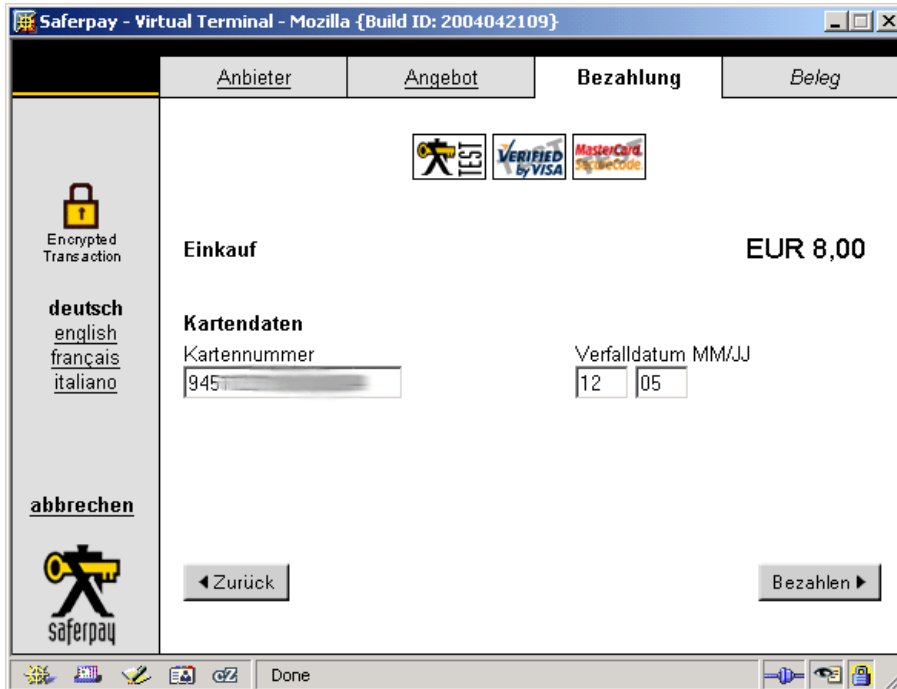 Saferpay - Virtual Terminal - Mozilla {Build ID: 2004042109}
Anbieter Angebot Bezahlung Beleg
TEST VERIFIED by VISA MasterCard. SecureCode.
Encrypted
Transaction
Einkauf EUR 8,00
deutsch
english
français
italiano
Kartendaten
Kartennummer Verfalldatum MM/JJ
945 12 05
abbrechen
Zurück Bezahlen
saferpay
Done